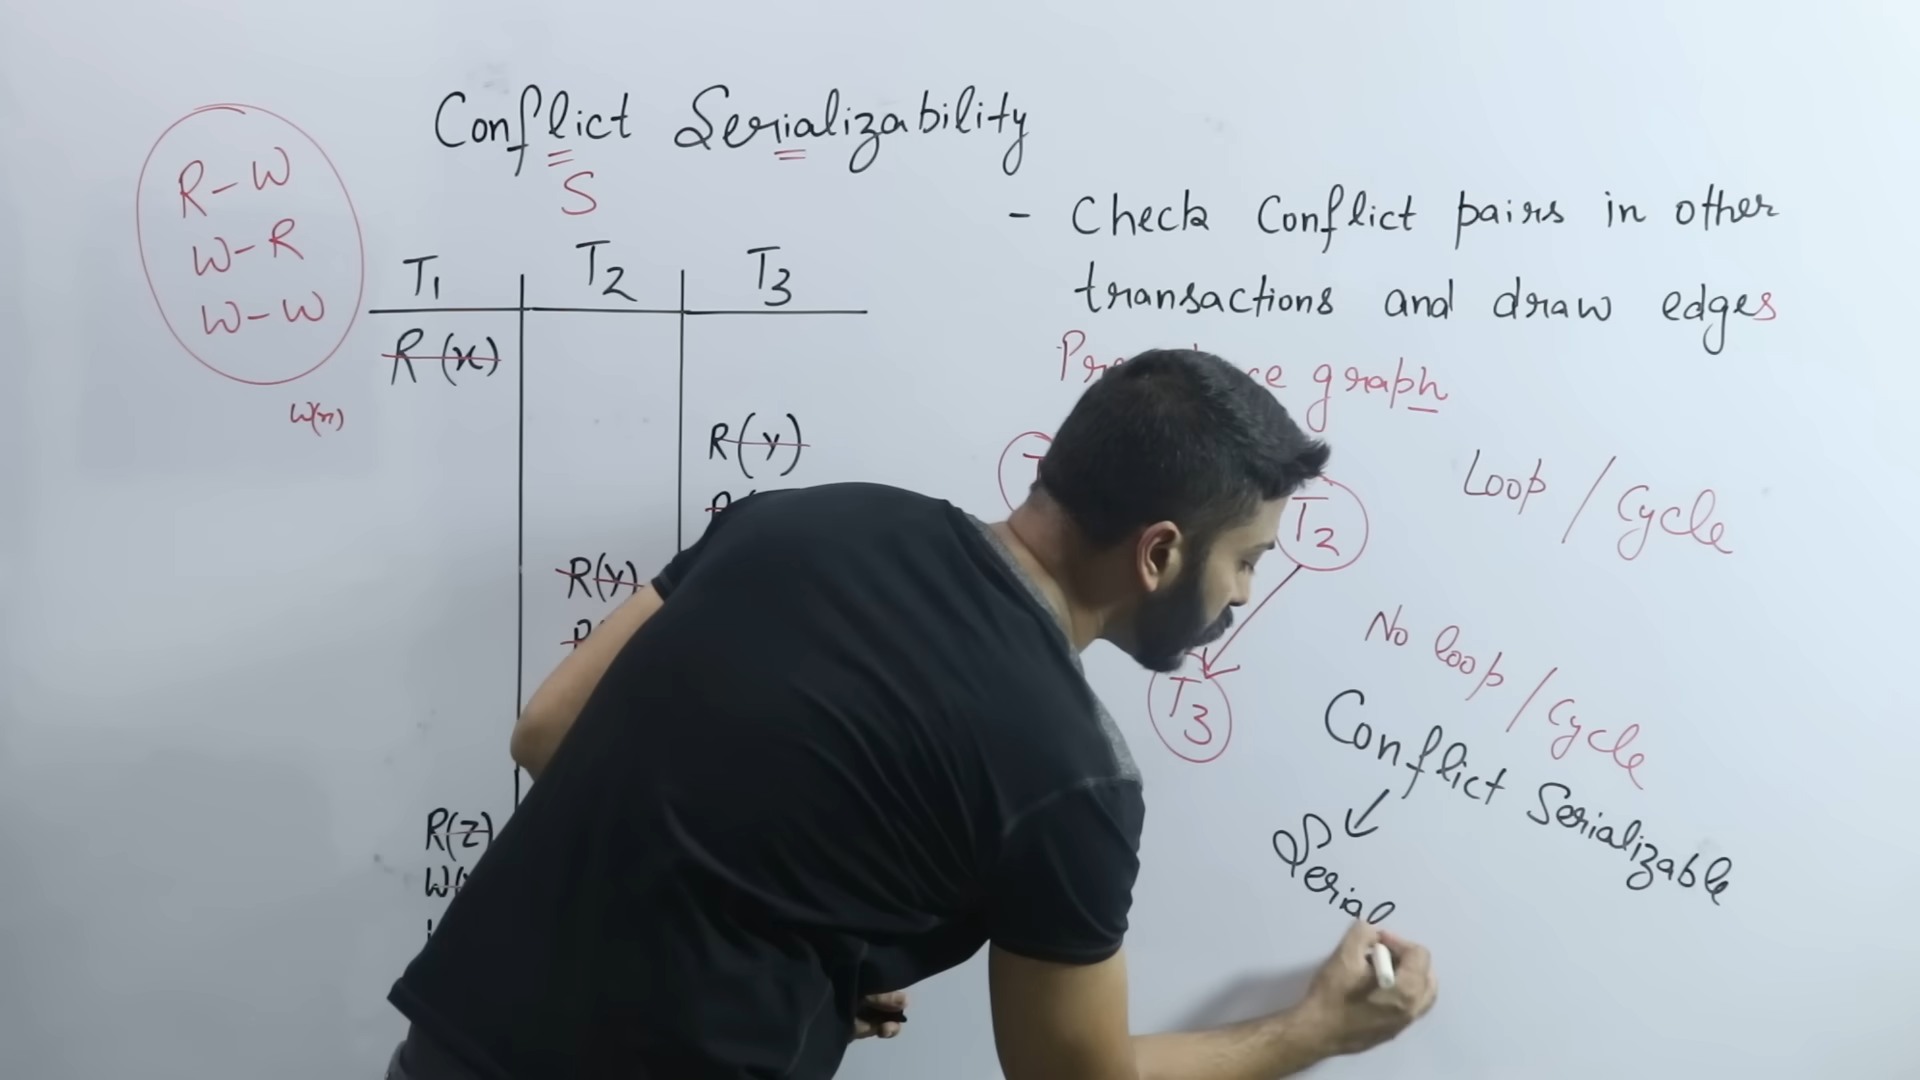 Conflict Serializability
S
R-W
W-R
W-W
W(x)
T1 T2 T3
R(x)
R(y)
R(y)
R(z)
- Check Conflict pairs in other
transactions and draw edges
graph
T2
T3
Loop / Cycle
No loop / Cycle
Conflict Serializable
Serial